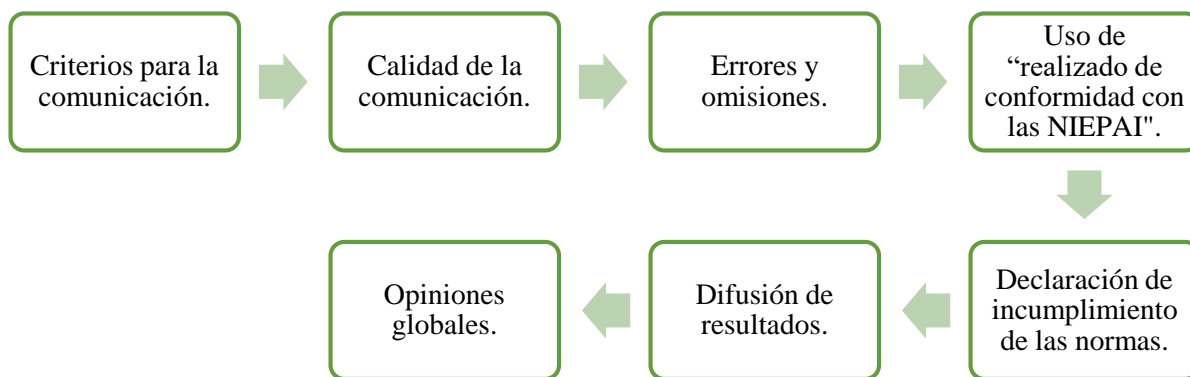 Criterios para la
comunicación.
Calidad de la
comunicación.
Errores y
omisiones.
Uso de
“realizado de
conformidad con
las NIEPAI".
Declaración de
incumplimiento
de las normas.
Difusión de
resultados.
Opiniones
globales.